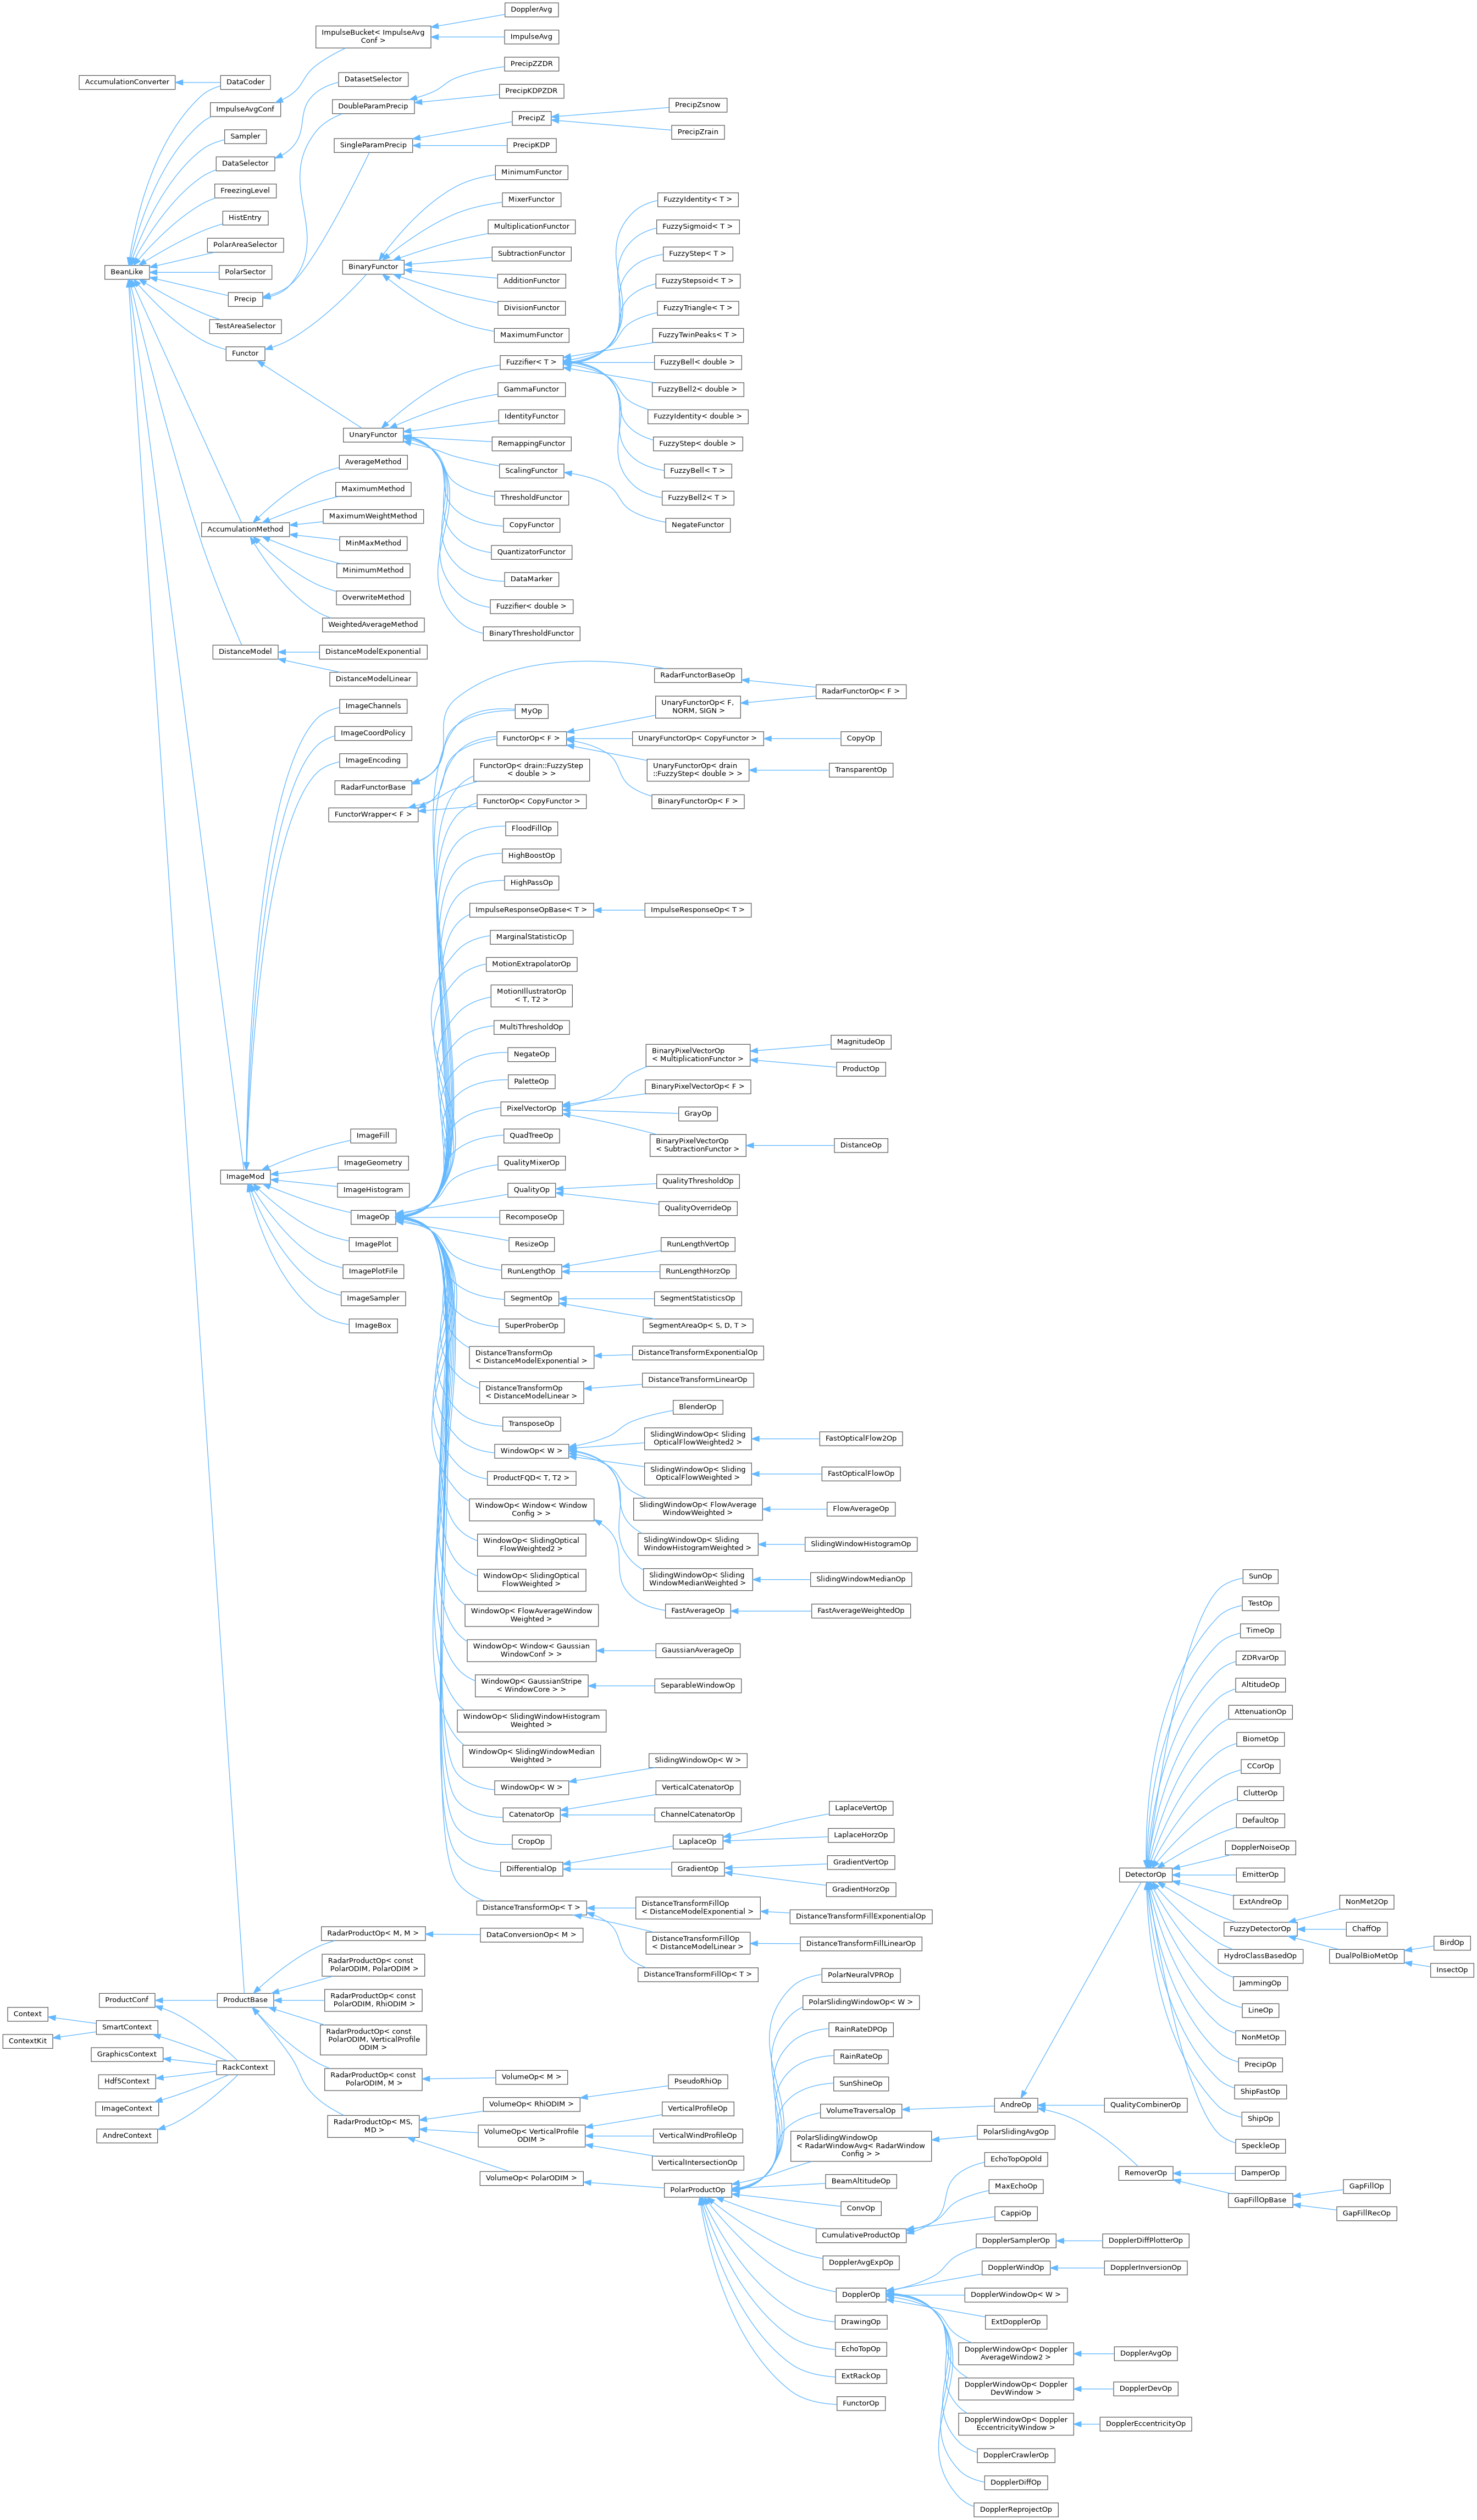 DopplerAvg
ImpulseBucket< ImpulseAvg
Conf >
ImpulseAvg
PrecipZZDR
DatasetSelector
AccumulationConverter
DataCoder
PrecipKDPZDR
DoubleParamPrecip
ImpulseAvgConf
PrecipZsnow
PrecipZ
PrecipZrain
Sampler
SingleParamPrecip
PrecipKDP
DataSelector
MinimumFunctor
FreezingLevel
MixerFunctor
FuzzyIdentity< T >
HistEntry
MultiplicationFunctor
FuzzySigmoid< T >
PolarAreaSelector
SubtractionFunctor
FuzzyStep< T >
BeanLike
PolarSector
BinaryFunctor
AdditionFunctor
FuzzyStepsoid< T >
Precip
DivisionFunctor
FuzzyTriangle< T >
TestAreaSelector
MaximumFunctor
FuzzyTwinPeaks< T >
Functor
Fuzzifier< T >
FuzzyBell< double >
GammaFunctor
FuzzyBell2< double >
IdentityFunctor
FuzzyIdentity< double >
UnaryFunctor
RemappingFunctor
FuzzyStep< double >
AverageMethod
ScalingFunctor
FuzzyBell< T >
MaximumMethod
ThresholdFunctor
FuzzyBell2< T >
MaximumWeightMethod
CopyFunctor
NegateFunctor
AccumulationMethod
MinMaxMethod
QuantizatorFunctor
MinimumMethod
DataMarker
OverwriteMethod
Fuzzifier< double >
WeightedAverageMethod
BinaryThresholdFunctor
DistanceModel
DistanceModelExponential
DistanceModelLinear
RadarFunctorBaseOp
RadarFunctorOp< F >
ImageChannels
MyOp
UnaryFunctorOp< F,
NORM, SIGN >
ImageCoordPolicy
FunctorOp< F >
UnaryFunctorOp< CopyFunctor >
CopyOp
ImageEncoding
FunctorOp< drain::FuzzyStep
< double > >
UnaryFunctorOp< drain
::FuzzyStep< double > >
TransparentOp
RadarFunctorBase
FunctorWrapper< F >
FunctorOp< CopyFunctor >
BinaryFunctorOp< F >
FloodFillOp
HighBoostOp
HighPassOp
ImpulseResponseOpBase< T >
ImpulseResponseOp< T >
MarginalStatisticOp
MotionExtrapolatorOp
MotionIllustratorOp
< T, T2 >
MultiThresholdOp
NegateOp
BinaryPixelVectorOp
< MultiplicationFunctor >
MagnitudeOp
ProductOp
PaletteOp
BinaryPixelVectorOp< F >
PixelVectorOp
GrayOp
ImageFill
QuadTreeOp
BinaryPixelVectorOp
< SubtractionFunctor >
DistanceOp
ImageGeometry
QualityMixerOp
ImageMod
QualityThresholdOp
ImageHistogram
QualityOp
QualityOverrideOp
ImageOp
RecomposeOp
ImagePlot
ResizeOp
RunLengthVertOp
ImagePlotFile
RunLengthOp
RunLengthHorzOp
ImageSampler
SegmentOp
SegmentStatisticsOp
ImageBox
SuperProberOp
SegmentAreaOp< S, D, T >
DistanceTransformOp
< DistanceModelExponential >
DistanceTransformExponentialOp
DistanceTransformOp
< DistanceModelLinear >
DistanceTransformLinearOp
BlenderOp
TransposeOp
SlidingWindowOp< Sliding
OpticalFlowWeighted2 >
FastOpticalFlow2Op
WindowOp< W >
SlidingWindowOp< Sliding
OpticalFlowWeighted >
FastOpticalFlowOp
ProductFQD< T, T2 >
WindowOp< Window< Window
Config > >
SlidingWindowOp< FlowAverage
WindowWeighted >
FlowAverageOp
WindowOp< SlidingOptical
FlowWeighted2 >
SlidingWindowOp< Sliding
WindowHistogramWeighted >
SlidingWindowHistogramOp
WindowOp< SlidingOptical
FlowWeighted >
SlidingWindowOp< Sliding
WindowMedianWeighted >
SlidingWindowMedianOp
SunOp
WindowOp< FlowAverageWindow
Weighted >
FastAverageOp
FastAverageWeightedOp
TestOp
WindowOp< Window< Gaussian
WindowConf > >
GaussianAverageOp
TimeOp
ZDRvarOp
WindowOp< GaussianStripe
< WindowCore > >
SeparableWindowOp
AltitudeOp
WindowOp< SlidingWindowHistogram
Weighted >
AttenuationOp
WindowOp< SlidingWindowMedian
Weighted >
SlidingWindowOp< W >
BiometOp
WindowOp< W >
VerticalCatenatorOp
CCorOp
CatenatorOp
ChannelCatenatorOp
LaplaceVertOp
ClutterOp
CropOp
LaplaceOp
LaplaceHorzOp
DefaultOp
DifferentialOp
GradientOp
GradientVertOp
DopplerNoiseOp
GradientHorzOp
DetectorOp
EmitterOp
DistanceTransformOp< T >
DistanceTransformFillOp
< DistanceModelExponential >
DistanceTransformFillExponentialOp
ExtAndreOp
NonMet2Op
RadarProductOp< M, M >
DataConversionOp< M >
DistanceTransformFillOp
< DistanceModelLinear >
DistanceTransformFillLinearOp
FuzzyDetectorOp
ChaffOp
BirdOp
RadarProductOp< const
PolarODIM, PolarODIM >
DistanceTransformFillOp< T >
PolarNeuralVPROp
HydroClassBasedOp
DualPolBioMetOp
InsectOp
ProductConf
ProductBase
RadarProductOp< const
PolarODIM, RhiODIM >
PolarSlidingWindowOp< W >
JammingOp
Context
SmartContext
RadarProductOp< const
PolarODIM, VerticalProfile
ODIM >
RainRateDPOp
LineOp
ContextKit
GraphicsContext
RainRateOp
NonMetOp
RackContext
RadarProductOp< const
PolarODIM, M >
VolumeOp< M >
SunShineOp
PrecipOp
Hdf5Context
PseudoRhiOp
ShipFastOp
ImageContext
VolumeOp< RhiODIM >
VerticalProfileOp
VolumeTraversalOp
AndreOp
QualityCombinerOp
RadarProductOp< MS,
MD >
ShipOp
AndreContext
VolumeOp< VerticalProfile
ODIM >
VerticalWindProfileOp
PolarSlidingWindowOp
< RadarWindowAvg< RadarWindow
Config > >
PolarSlidingAvgOp
SpeckleOp
VerticalIntersectionOp
EchoTopOpOld
RemoverOp
DamperOp
VolumeOp< PolarODIM >
PolarProductOp
BeamAltitudeOp
MaxEchoOp
GapFillOpBase
GapFillOp
ConvOp
CappiOp
GapFillRecOp
CumulativeProductOp
DopplerSamplerOp
DopplerDiffPlotterOp
DopplerAvgExpOp
DopplerWindOp
DopplerInversionOp
DopplerOp
DopplerWindowOp< W >
DrawingOp
ExtDopplerOp
EchoTopOp
DopplerWindowOp< Doppler
AverageWindow2 >
DopplerAvgOp
ExtRackOp
DopplerWindowOp< Doppler
DevWindow >
DopplerDevOp
FunctorOp
DopplerWindowOp< Doppler
EccentricityWindow >
DopplerEccentricityOp
DopplerCrawlerOp
DopplerDiffOp
DopplerReprojectOp